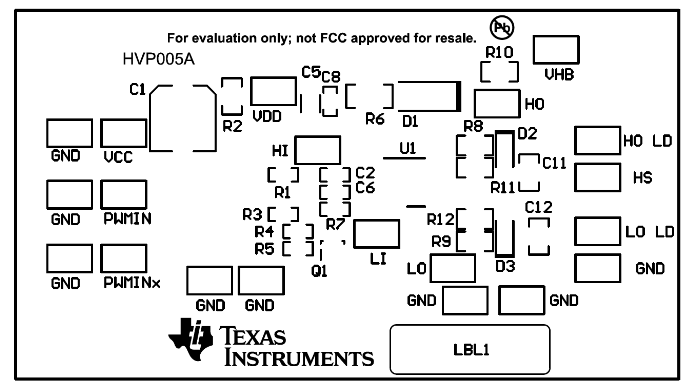 For evaluation only; not FCC approved for resale.
Pb
HVP005A
R10
VHB
C1
C5
C8
R2
VDD
R6
D1
HO
GND
VCC
HI
U1
R8
D2
HO LD
C2
C11
R1
C6
R11
HS
GND
PWMIN
R3
R7
R12
C12
R4
R5
R9
LO LD
Q1
LI
LO
D3
GND
GND
PWMINx
GND
GND
GND
GND
TEXAS
INSTRUMENTS
LBL1